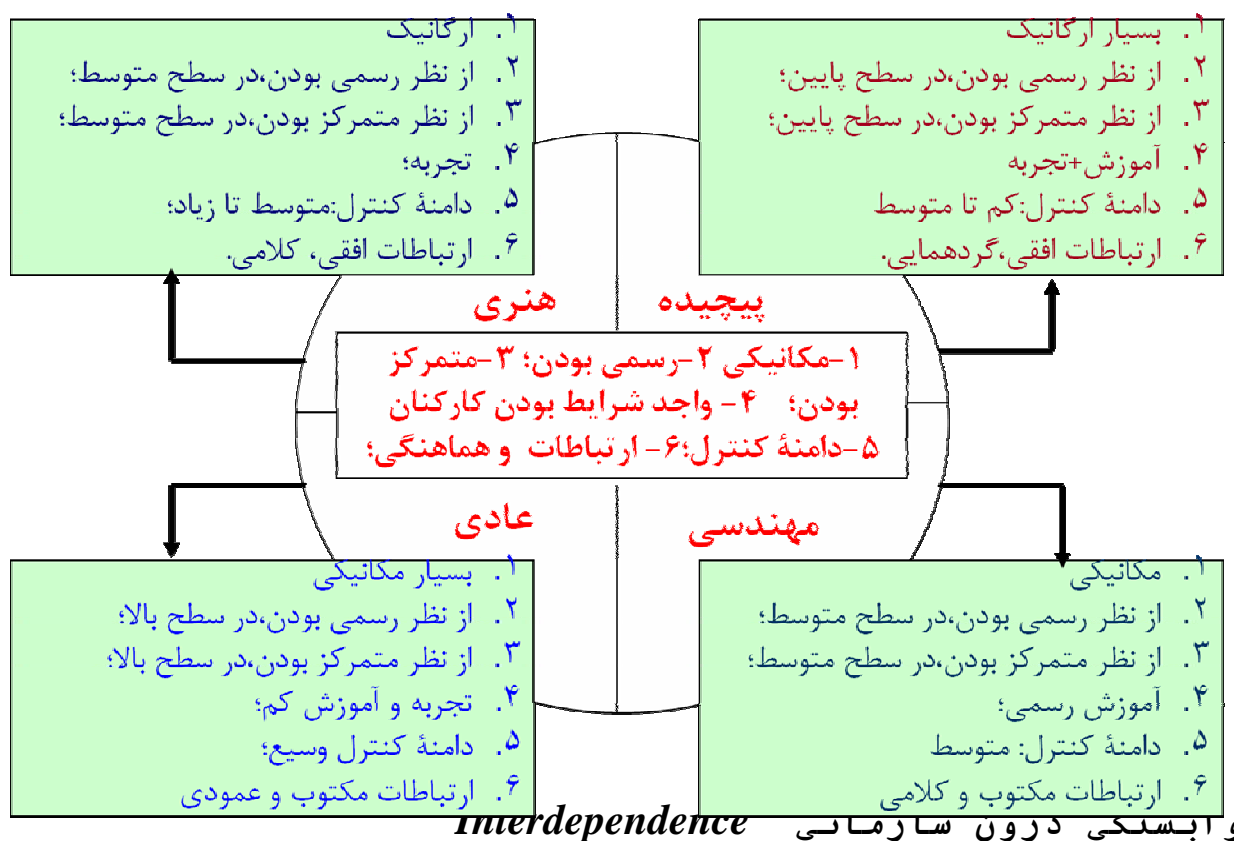 ۱. بسیار ارگانیک
۲. از نظر رسمی بودن،در سطح پایین؛
۳. از نظر متمرکز بودن،در سطح پایین؛
۴. آموزش+تجربه
۵. دامنهٔ کنترل:کم تا متوسط
۶. ارتباطات افقی،گردهمایی.
۱. ارگانیک
۲. از نظر رسمی بودن،در سطح متوسط؛
۳. از نظر متمرکز بودن،در سطح متوسط؛
۴. تجربه؛
۵. دامنهٔ کنترل:متوسط تا زیاد؛
۶. ارتباطات افقی، کلامی.
پیچیده
هنری
۱-مکانیکی ۲-رسمی بودن؛ ۳-متمرکز
بودن؛ ۴- واجد شرایط بودن کارکنان
۵-دامنهٔ کنترل؛۶- ارتباطات و هماهنگی؛
مهندسی
عادی
۱. مکانیکی
۲. از نظر رسمی بودن،در سطح متوسط؛
۳. از نظر متمرکز بودن،در سطح متوسط؛
۴. آموزش رسمی؛
۵. دامنهٔ کنترل: متوسط
۶. ارتباطات مکتوب و کلامی
۱. بسیار مکانیکی
۲. از نظر رسمی بودن،در سطح بالا؛
۳. از نظر متمرکز بودن،در سطح بالا؛
۴. تجربه و آموزش کم؛
۵. دامنهٔ کنترل وسیع؛
۶. ارتباطات مکتوب و عمودی
وابستگی درون سازمانی Interdependence